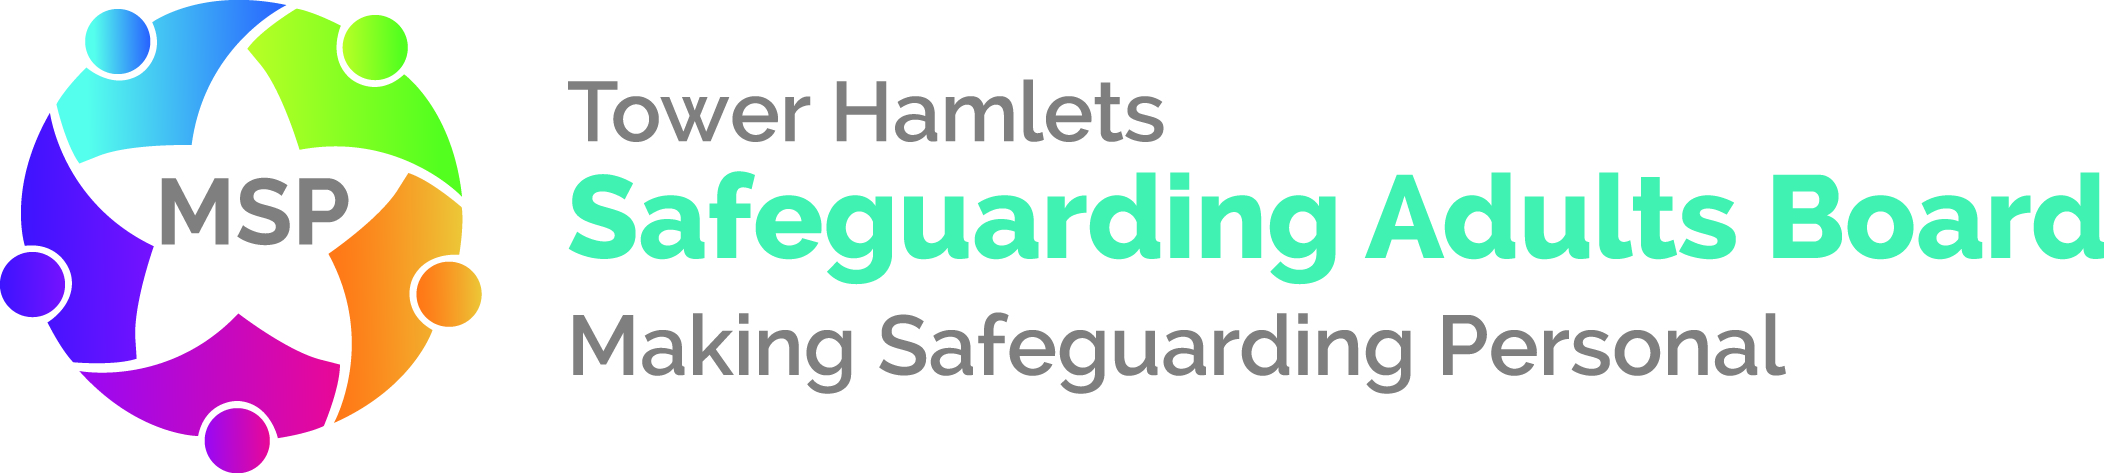 MSP
Tower Hamlets
Safeguarding Adults Board
Making Safeguarding Personal